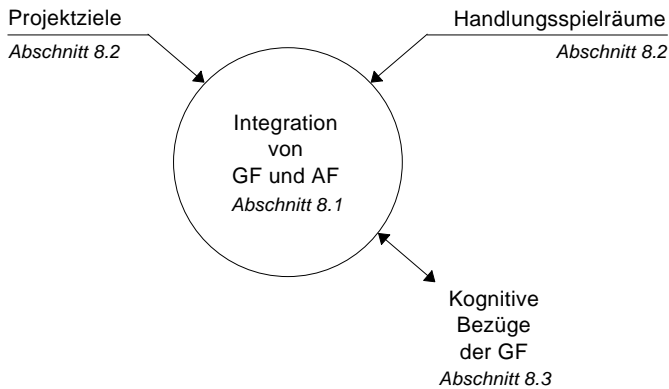 Projektziele
Abschnitt 8.2
Handlungsspielräume
Abschnitt 8.2
Integration
von
GF und AF
Abschnitt 8.1
Kognitive
Bezüge
der GF
Abschnitt 8.3